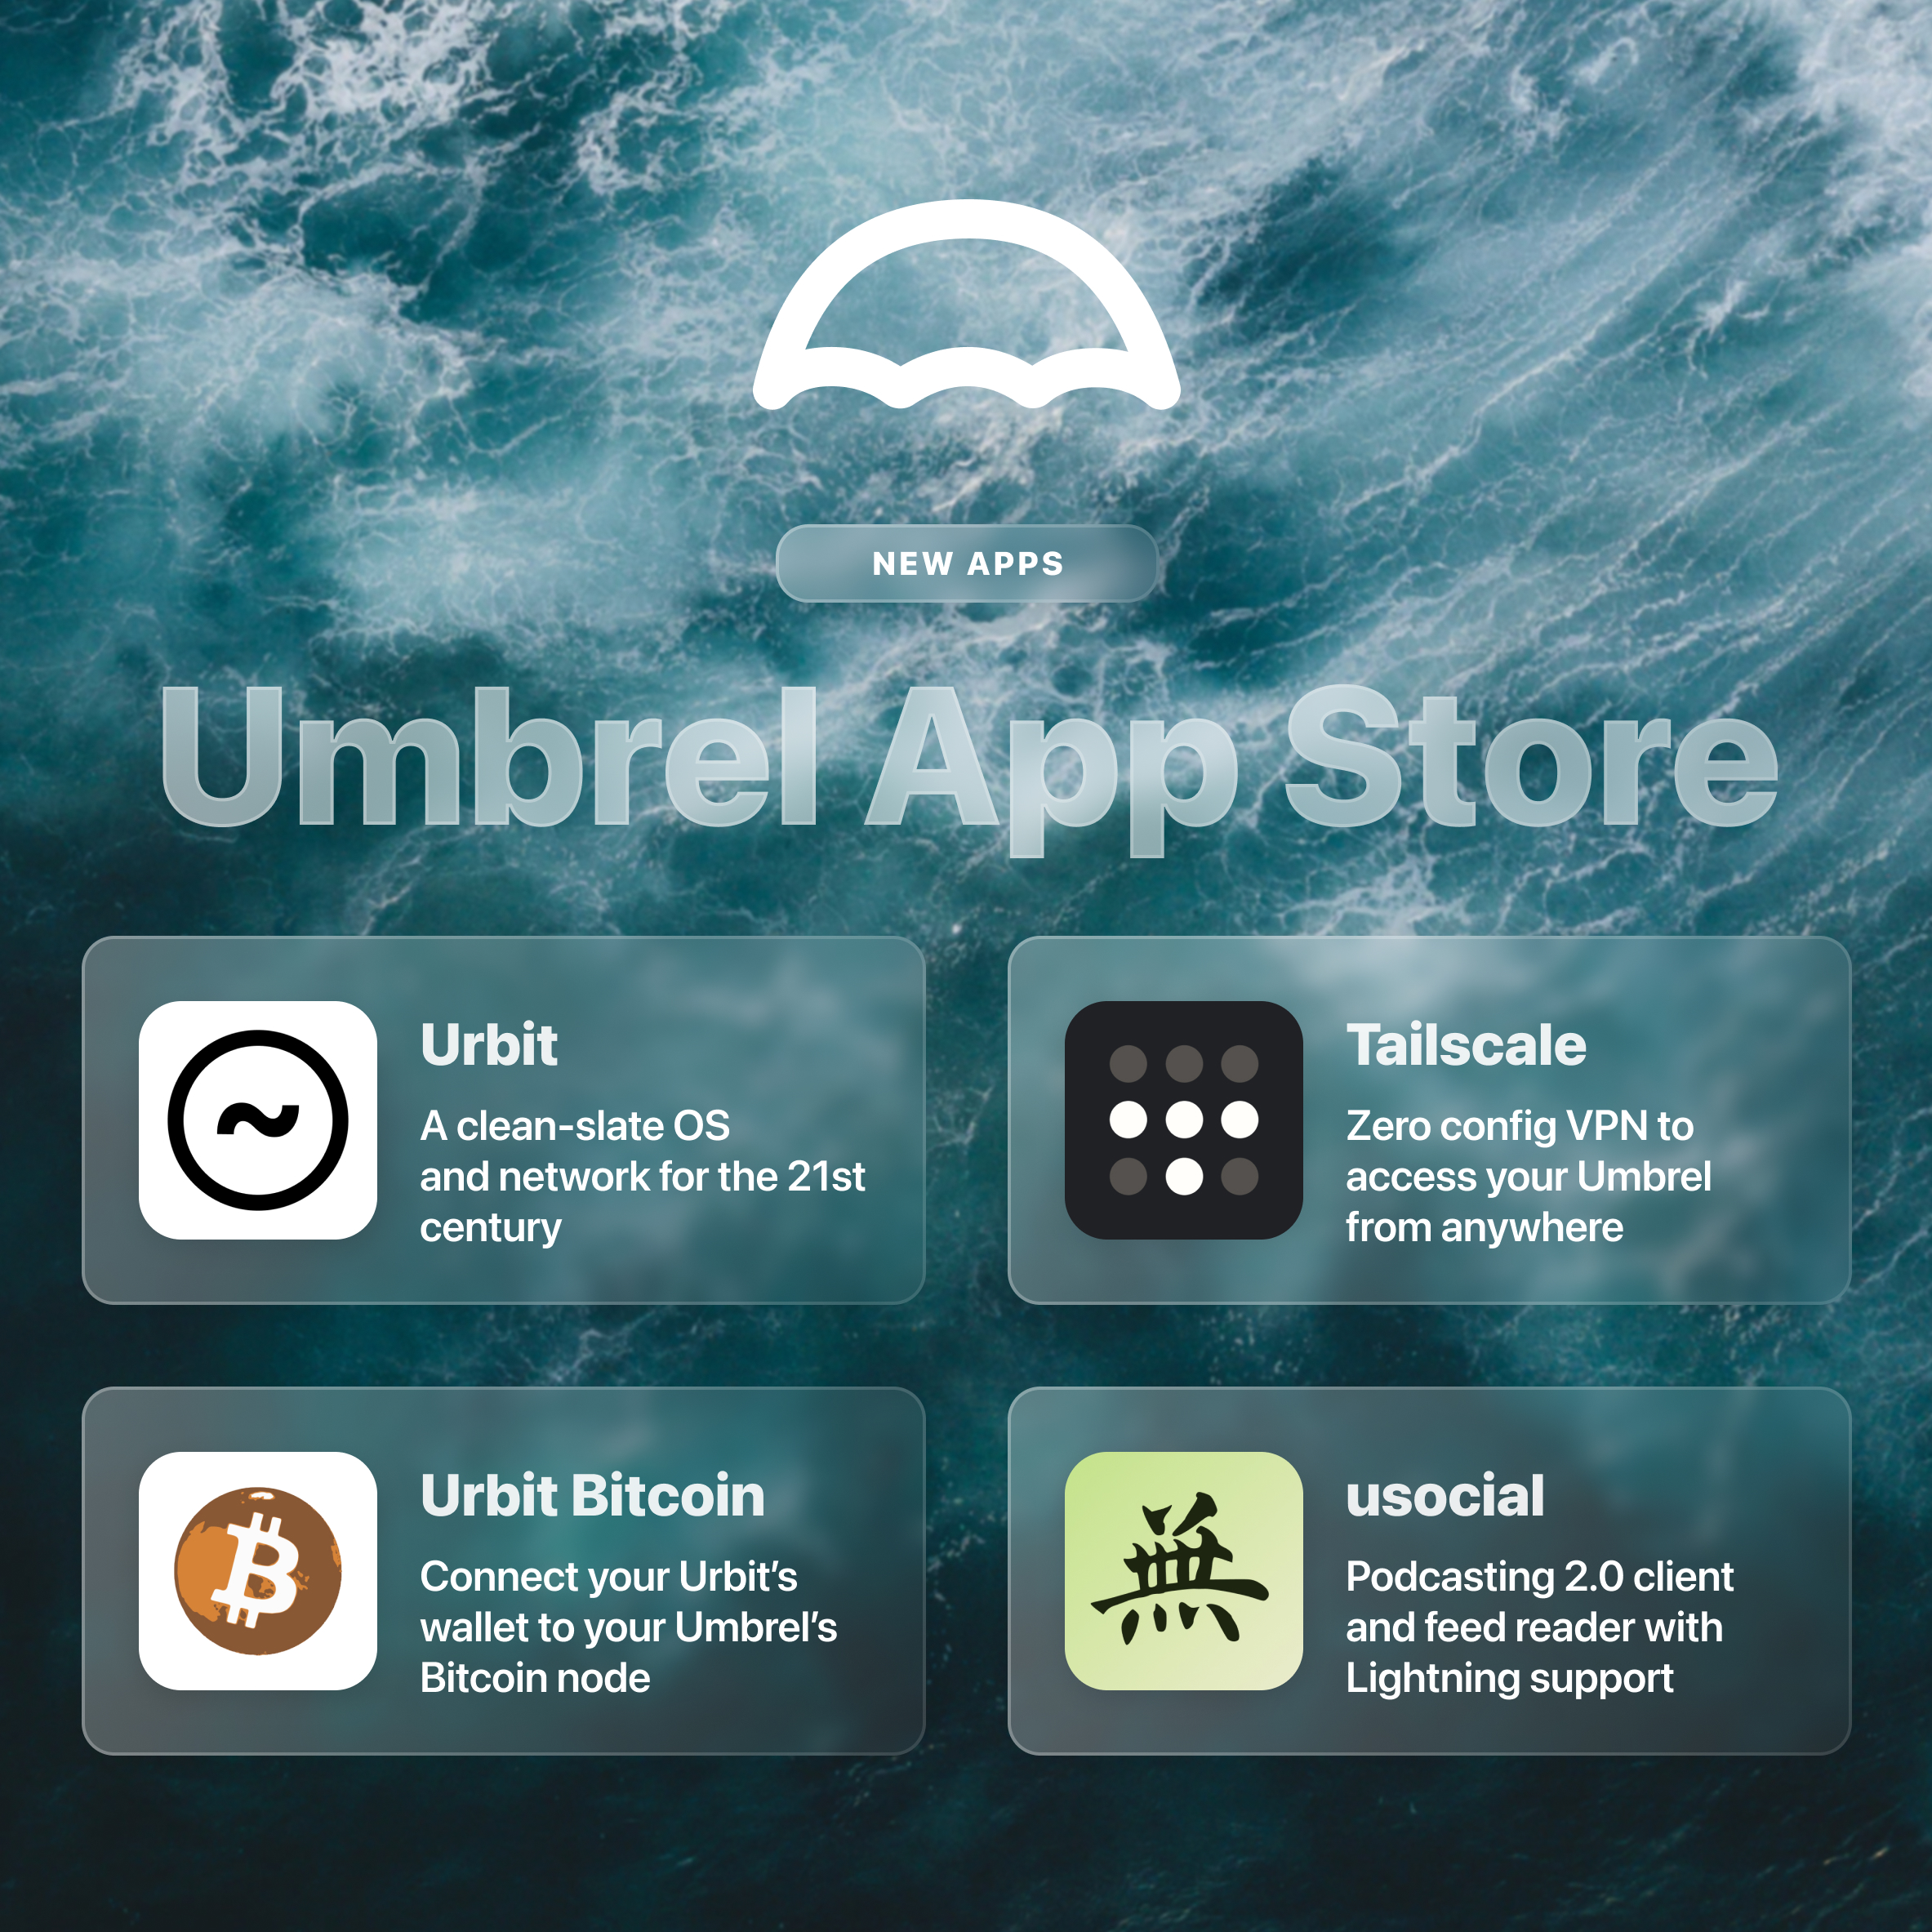 NEW APPS
Umbrel App Store
Urbit
A clean-slate OS
and network for the 21st
century
Tailscale
Zero config VPN to
access your Umbrel
from anywhere
Urbit Bitcoin
Connect your Urbit’s
wallet to your Umbrel’s
Bitcoin node
無
usocial
Podcasting 2.0 client
and feed reader with
Lightning support